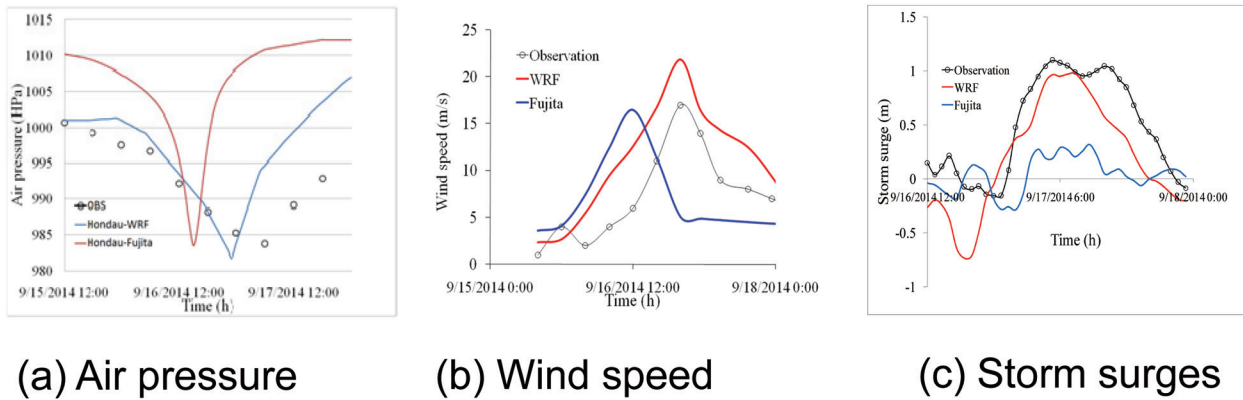 1015
1010
1005
1000
995
990
985
980
Air pressure (HPa)
OBS
Hondau-WRF
Hondau-Fujita
9/15/2014 12:00
9/16/2014 12:00
9/17/2014 12:00
Time (h)
25
20
15
10
5
0
Wind speed (m/s)
Observation
WRF
Fujita
9/15/2014 0:00
9/16/2014 12:00
9/18/2014 0:00
Time (h)
1.5
1
0.5
0
-0.5
-1
Storm surge (m)
Observation
WRF
Fujita
9/16/2014 12:00
9/17/2014 6:00
9/18/2014 0:00
Time (h)
(a) Air pressure
(b) Wind speed
(c) Storm surges